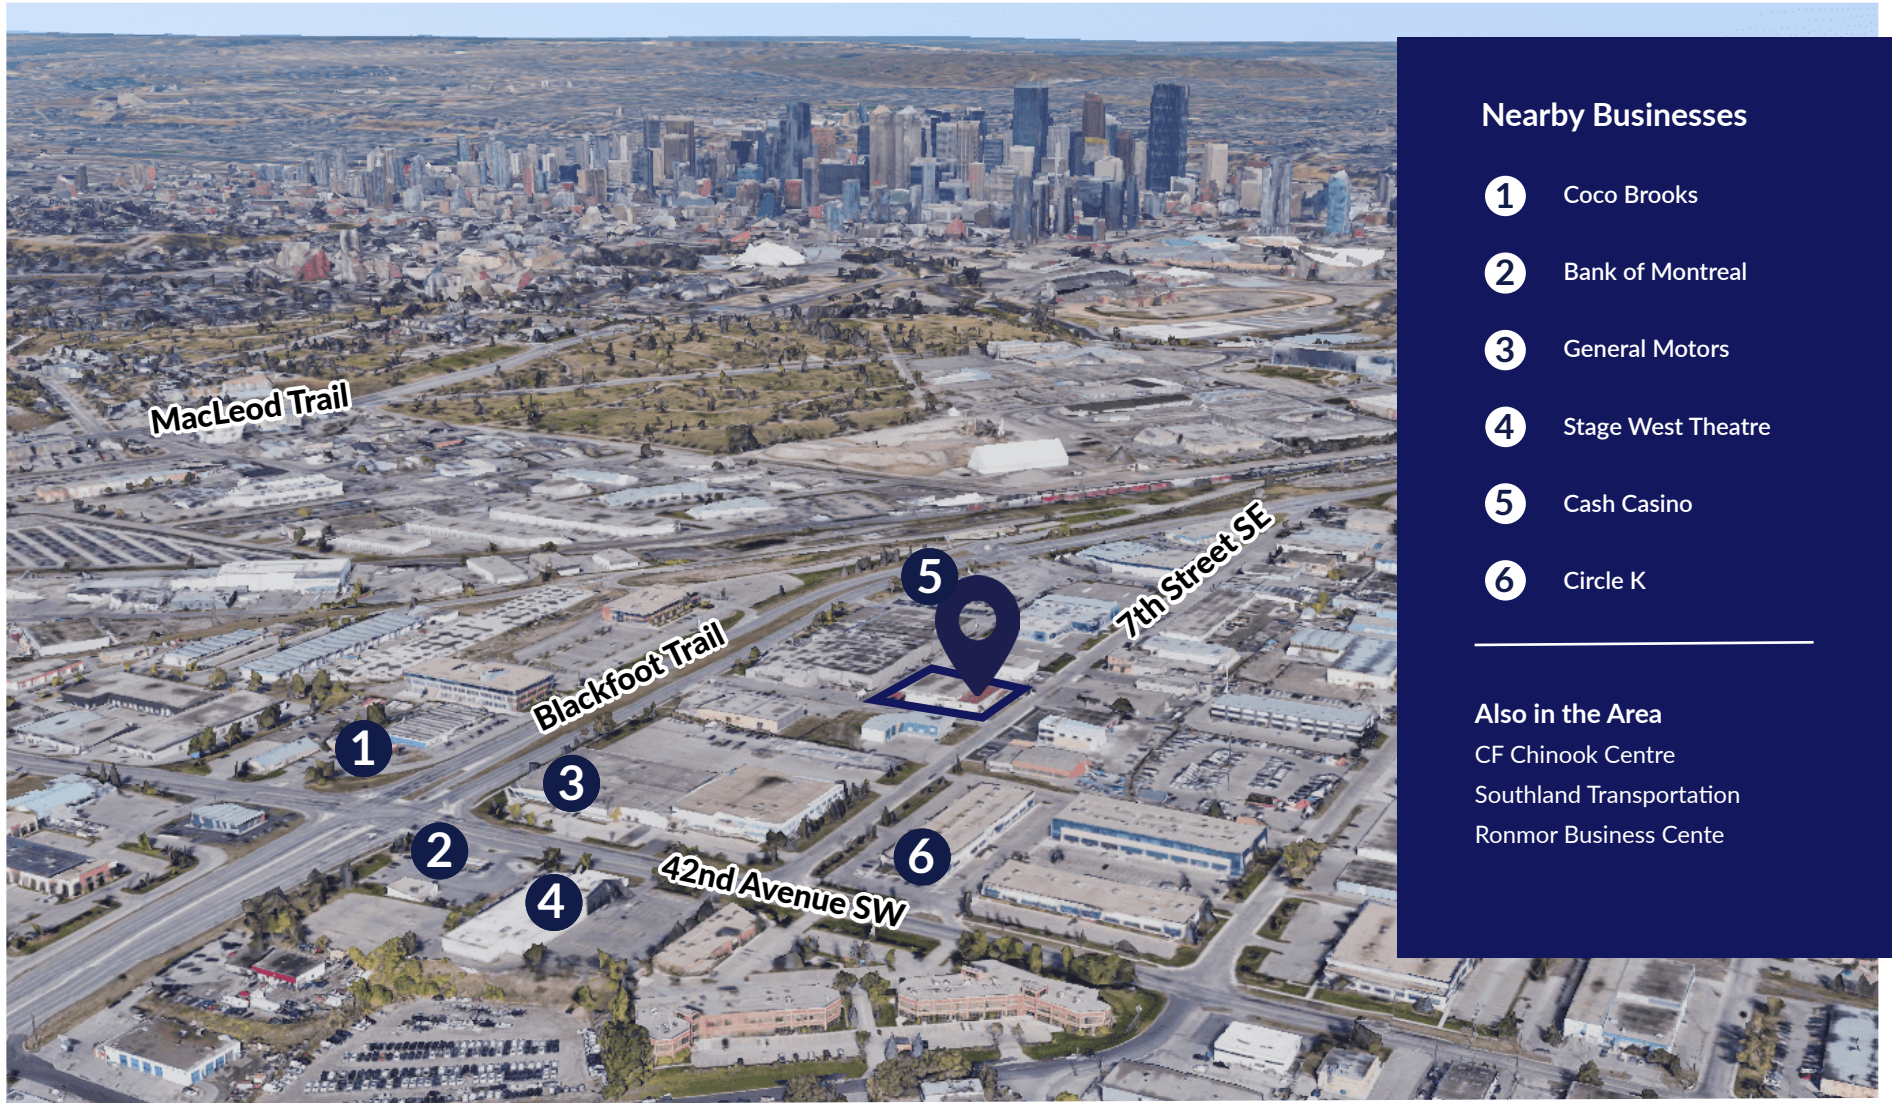 Nearby Businesses
1 Coco Brooks
2 Bank of Montreal
3 General Motors
4 Stage West Theatre
5 Cash Casino
6 Circle K
Also in the Area
CF Chinook Centre
Southland Transportation
Ronmor Business Cente
MacLeod Trail
7th Street SE
5
Blackfoot Trail
1
3
2
6
42nd Avenue SW
4